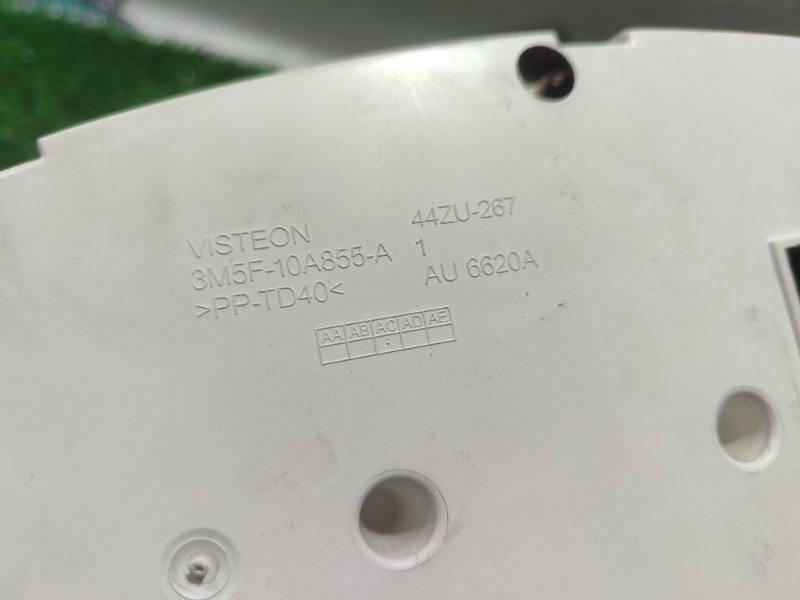 VISTEON
3M5F-10A855-A
>PP-TD40<
44ZU-267
1
AU 6620A
AA AB AC AD AE